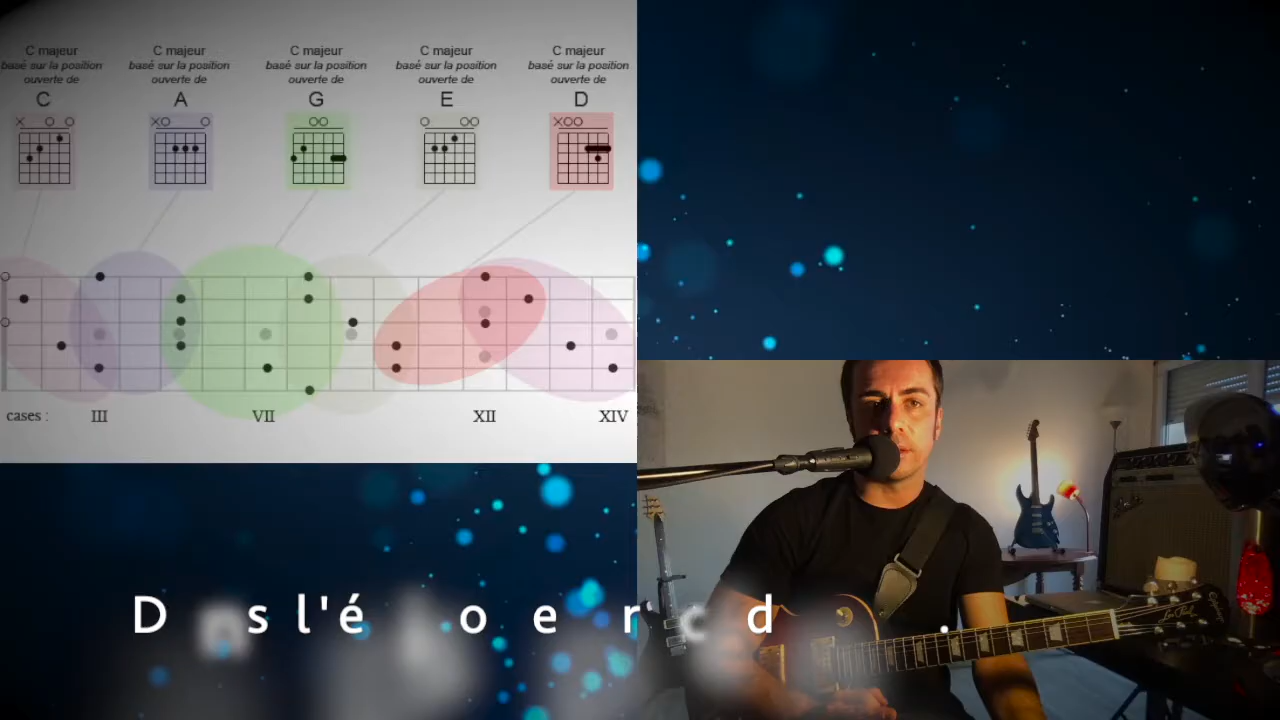 C majeur
basé sur la position
ouverte de
C
C majeur
basé sur la position
ouverte de
A
C majeur
basé sur la position
ouverte de
G
C majeur
basé sur la position
ouverte de
E
C majeur
basé sur la position
ouverte de
D
cases :
III
VII
XII
XIV
Les Paul